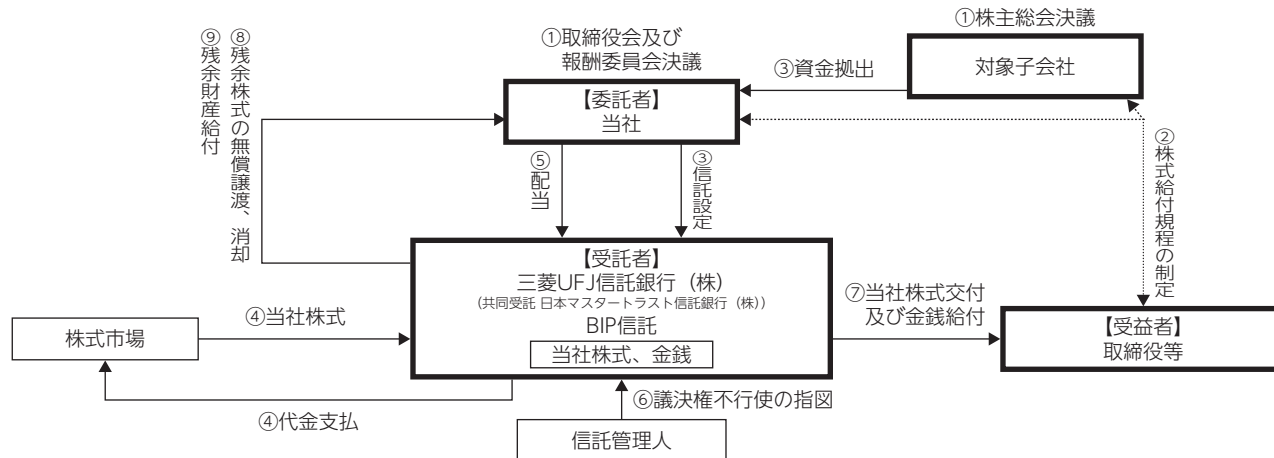 ①株主総会決議
対象子会社
①取締役会及び
報酬委員会決議
③資金拠出
【委託者】
当社
⑧残余株式の無償譲渡、消却
⑨残余財産給付
⑤配当
③信託設定
②株式給付規程の制定
【受託者】
三菱UFJ信託銀行（株）
(共同受託 日本マスタートラスト信託銀行（株）)
BIP信託
当社株式、金銭
④当社株式
株式市場
⑦当社株式交付
及び金銭給付
【受益者】
取締役等
④代金支払
⑥議決権不行使の指図
信託管理人